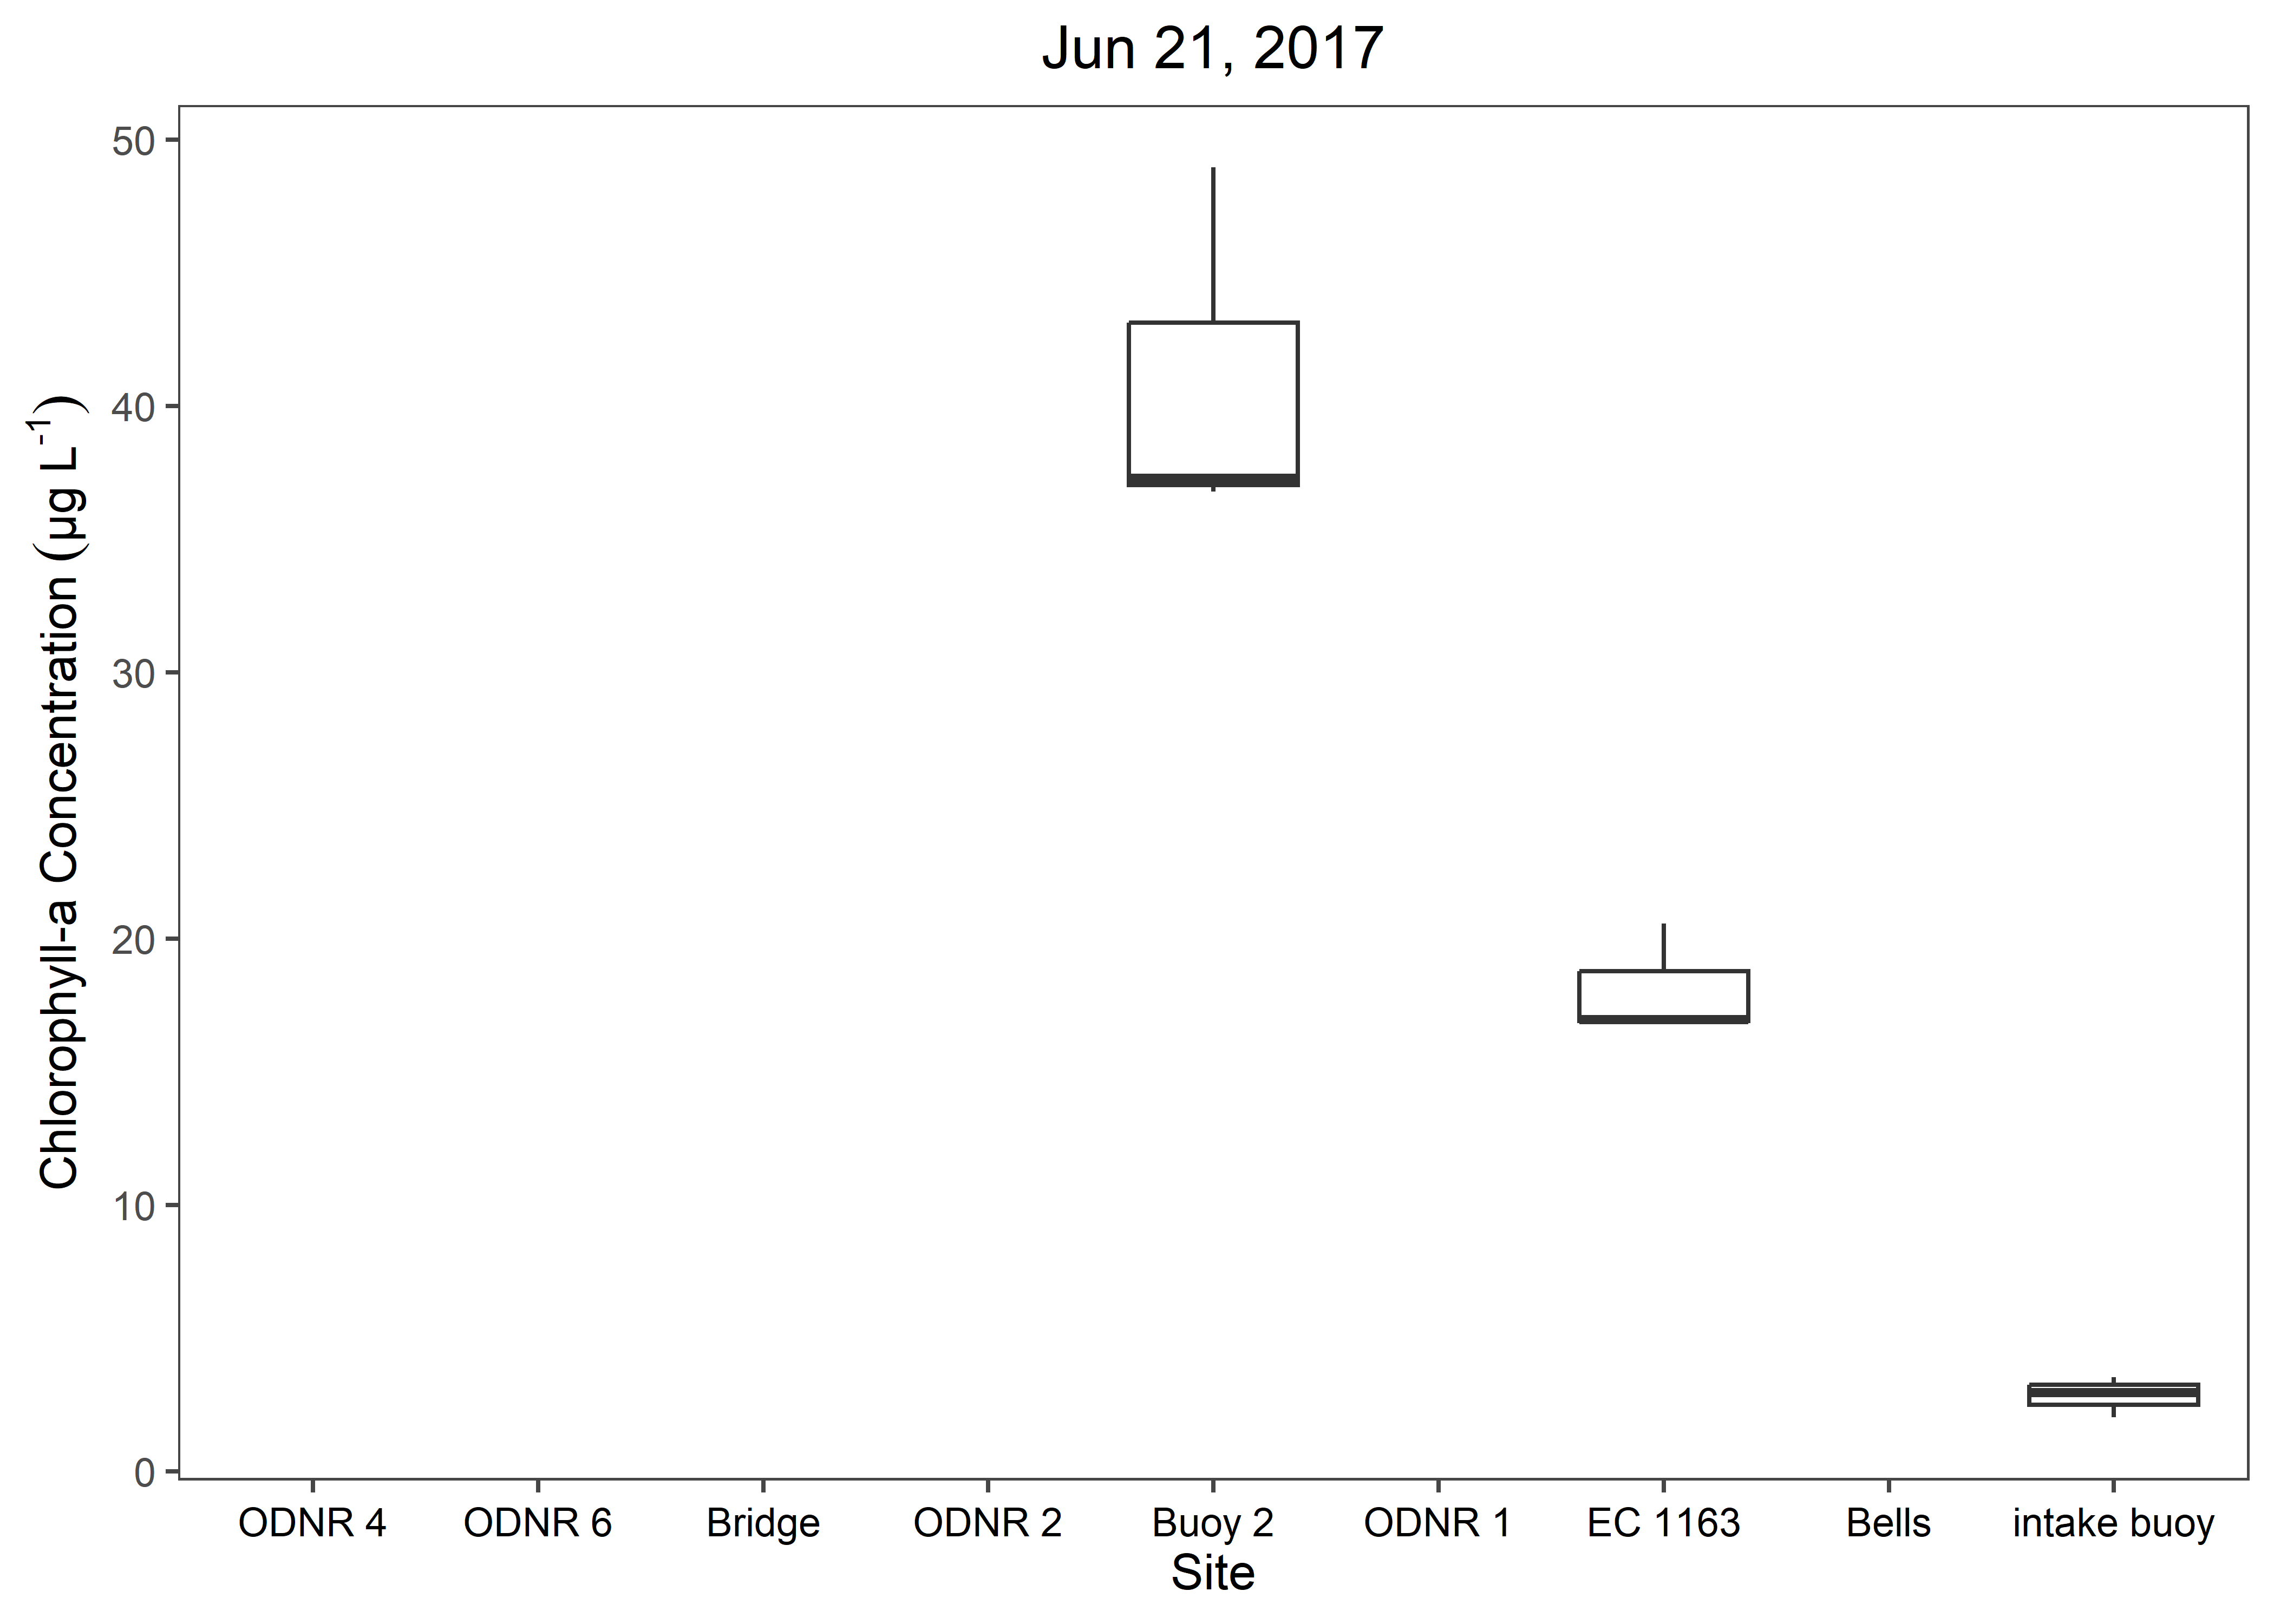 Jun 21, 2017
Chlorophyll-a Concentration (µg L⁻¹)
50
40
30
20
10
0
ODNR 4 ODNR 6 Bridge ODNR 2 Buoy 2 ODNR 1 EC 1163 Bells intake buoy
Site